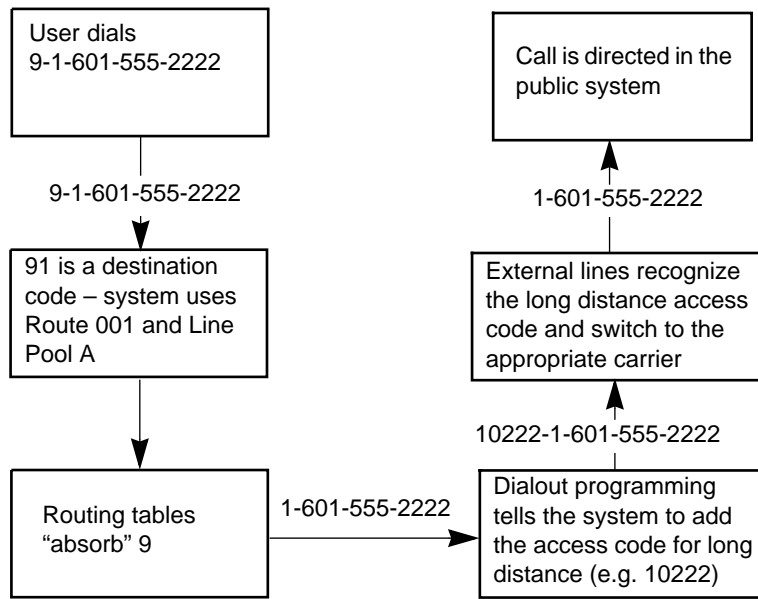 User dials
9-1-601-555-2222
9-1-601-555-2222
91 is a destination
code – system uses
Route 001 and Line
Pool A
Routing tables
“absorb” 9
1-601-555-2222
Dialout programming
tells the system to add
the access code for long
distance (e.g. 10222)
10222-1-601-555-2222
External lines recognize
the long distance access
code and switch to the
appropriate carrier
1-601-555-2222
Call is directed in the
public system